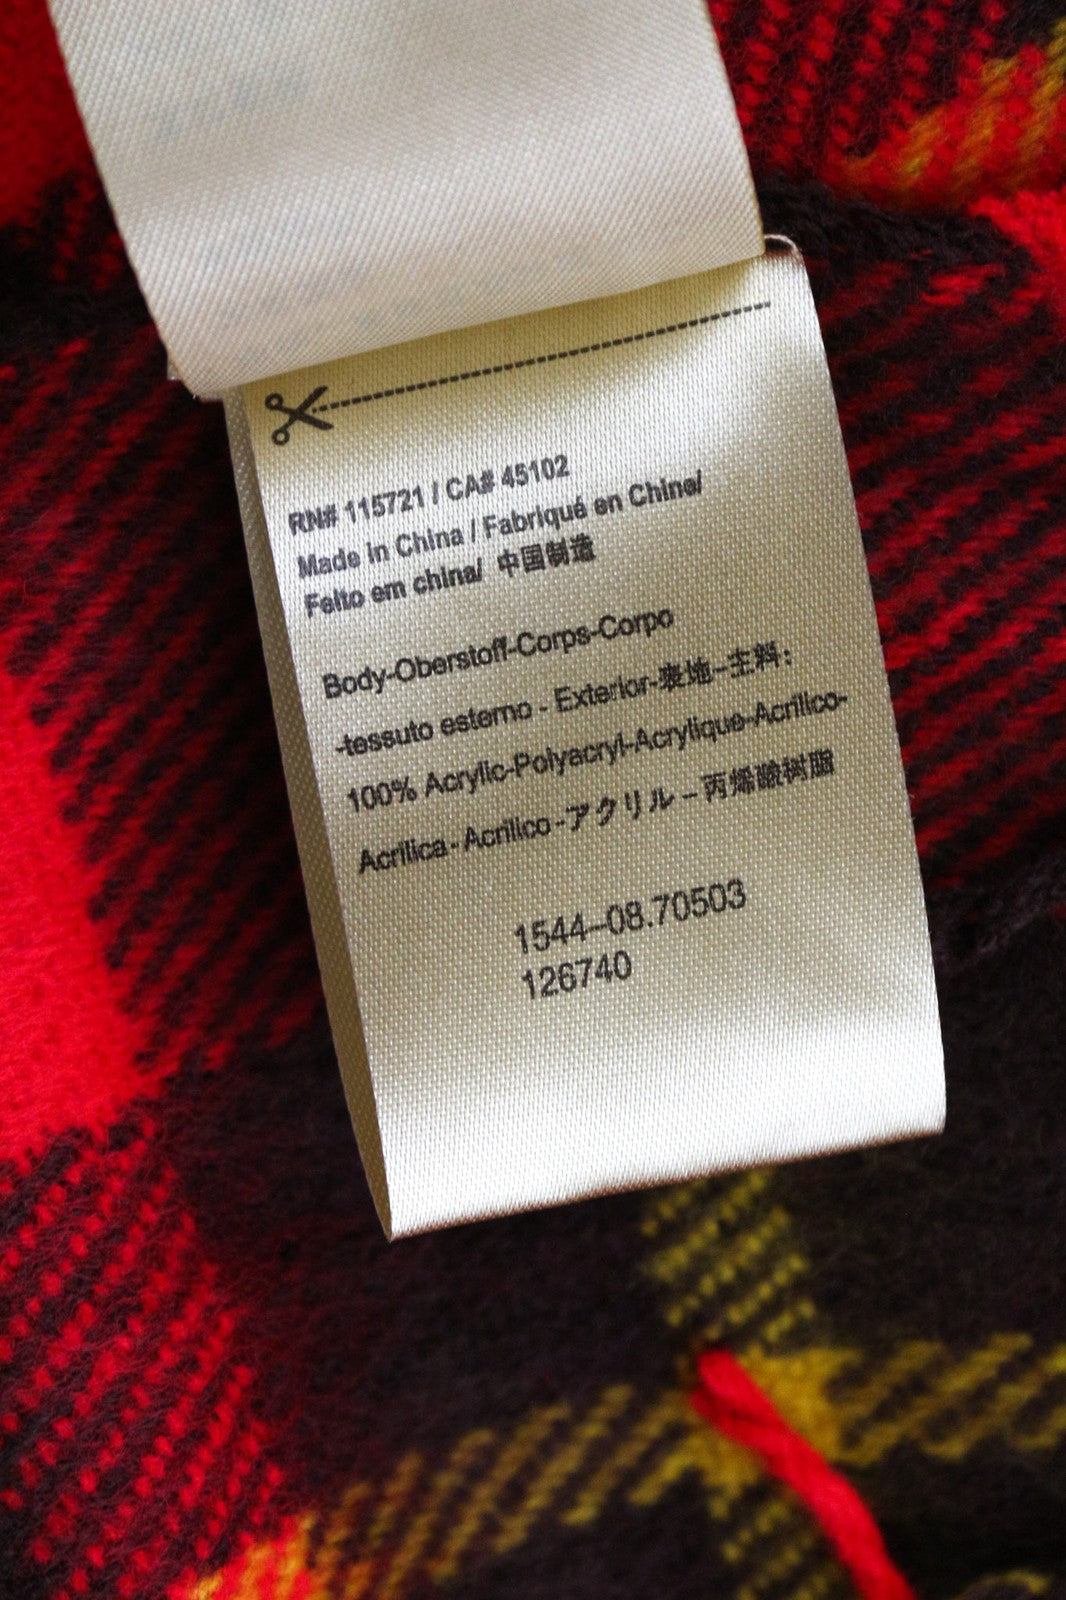 RN# 115721 / CA# 45102
Made in China / Fabriqué en Chine/
Feito em china/ 中国制造
Body-Oberstoff-Corps-Corpo
-tessuto esterno - Exterior-表地-主料:
100% Acrylic-Polyacryl-Acrylique-Acrilico-
Acrilica-Acrilico-アクリル-丙烯酸树脂
1544-08.70503
126740